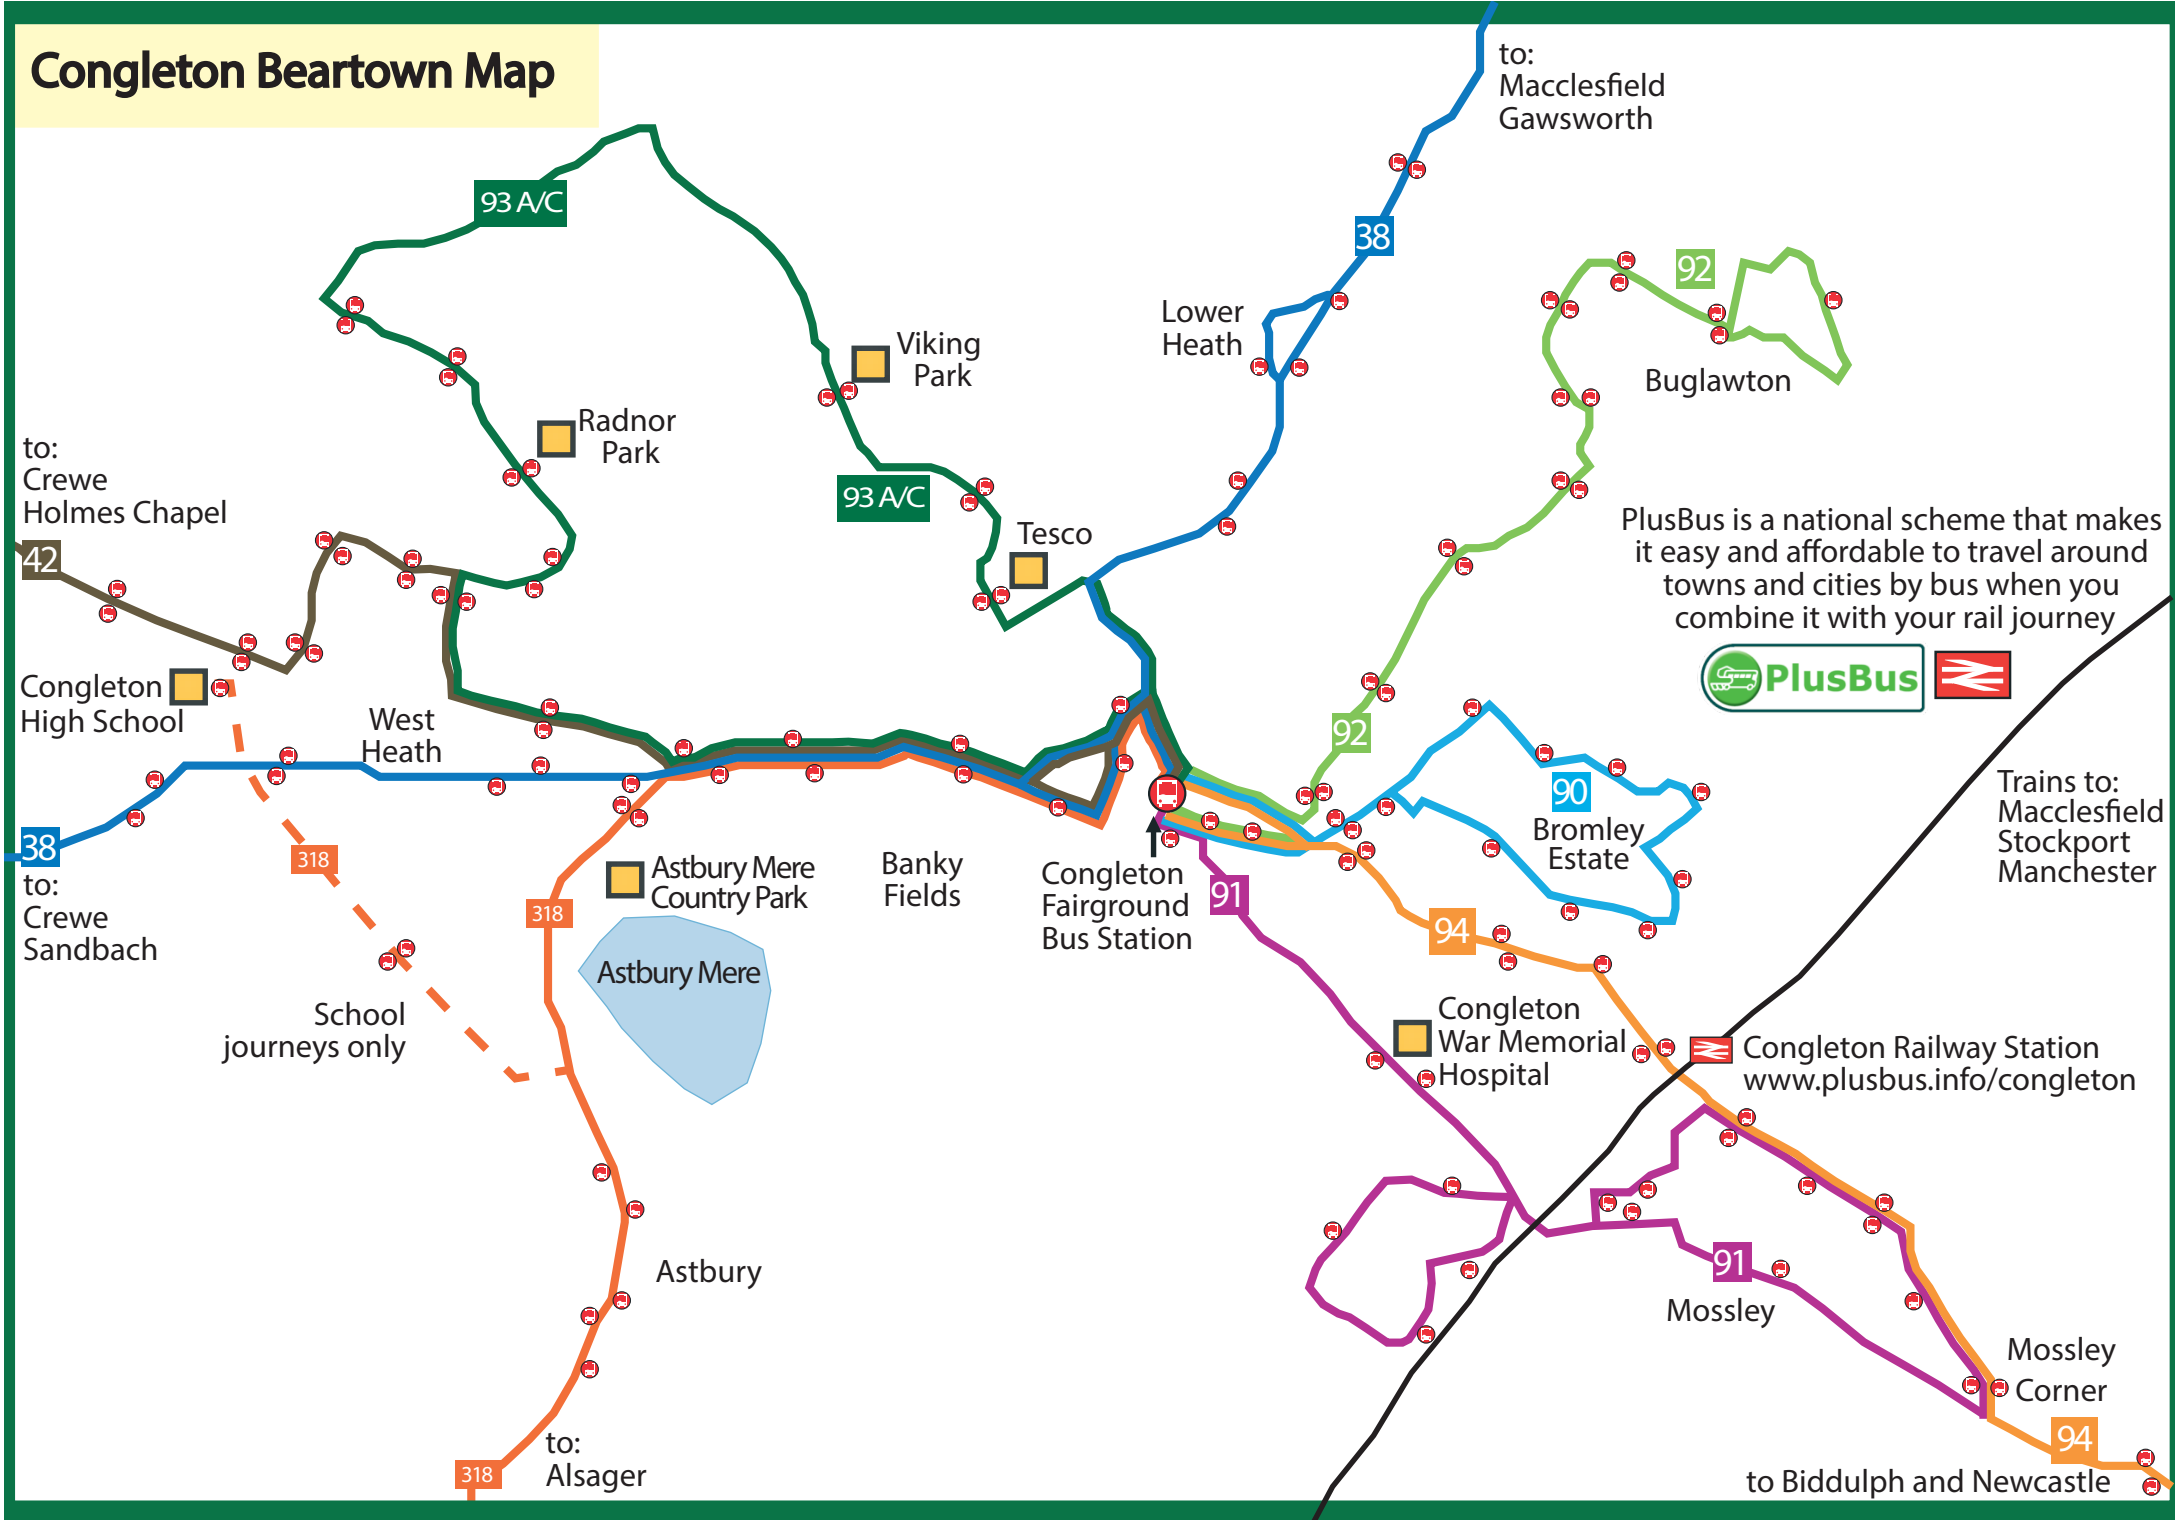 Congleton Beartown Map
to:
Macclesfield
Gawsworth
93 A/C
38
92
Lower
Heath
Viking
Park
Buglawton
Radnor
Park
to:
Crewe
Holmes Chapel
42
93 A/C
Tesco
PlusBus is a national scheme that makes
it easy and affordable to travel around
towns and cities by bus when you
combine it with your rail journey
PlusBus
Congleton
High School
West
Heath
92
90
Bromley
Estate
Trains to:
Macclesfield
Stockport
Manchester
38
to:
Crewe
Sandbach
318
318
Astbury Mere
Country Park
Banky
Fields
Congleton
Fairground
Bus Station
91
94
Astbury Mere
School
journeys only
Congleton
War Memorial
Hospital
Congleton Railway Station
www.plusbus.info/congleton
Astbury
91
Mossley
Mossley
Corner
94
to:
Alsager
318
to Biddulph and Newcastle